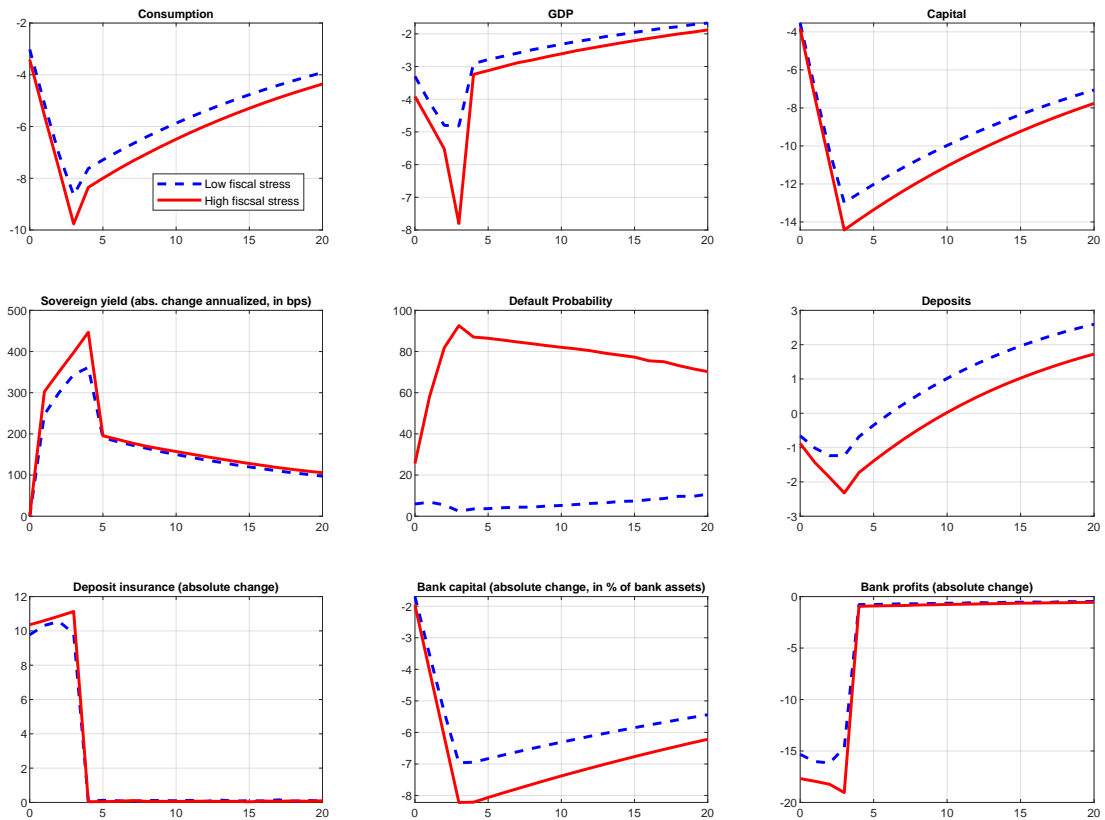 Consumption
-2
-4
-6
-8
-10
0 5 10 15 20
Low fiscal stress
High fiscsal stress
GDP
-2
-3
-4
-5
-6
-7
-8
0 5 10 15 20
Capital
-4
-6
-8
-10
-12
-14
0 5 10 15 20
Sovereign yield (abs. change annualized, in bps)
500
400
300
200
100
0
0 5 10 15 20
Default Probability
100
80
60
40
20
0
0 5 10 15 20
Deposits
3
2
1
0
-1
-2
-3
0 5 10 15 20
Deposit insurance (absolute change)
12
10
8
6
4
2
0
0 5 10 15 20
Bank capital (absolute change, in % of bank assets)
-2
-3
-4
-5
-6
-7
-8
0 5 10 15 20
Bank profits (absolute change)
0
-5
-10
-15
-20
0 5 10 15 20